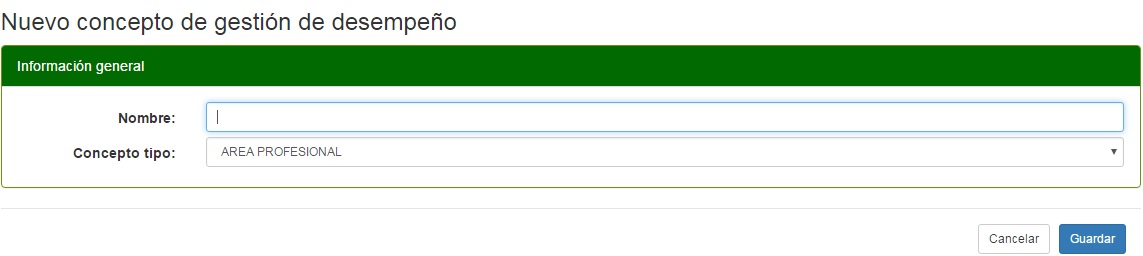 Nuevo concepto de gestión de desempeño
Información general
Nombre:
Concepto tipo: AREA PROFESIONAL
Cancelar Guardar